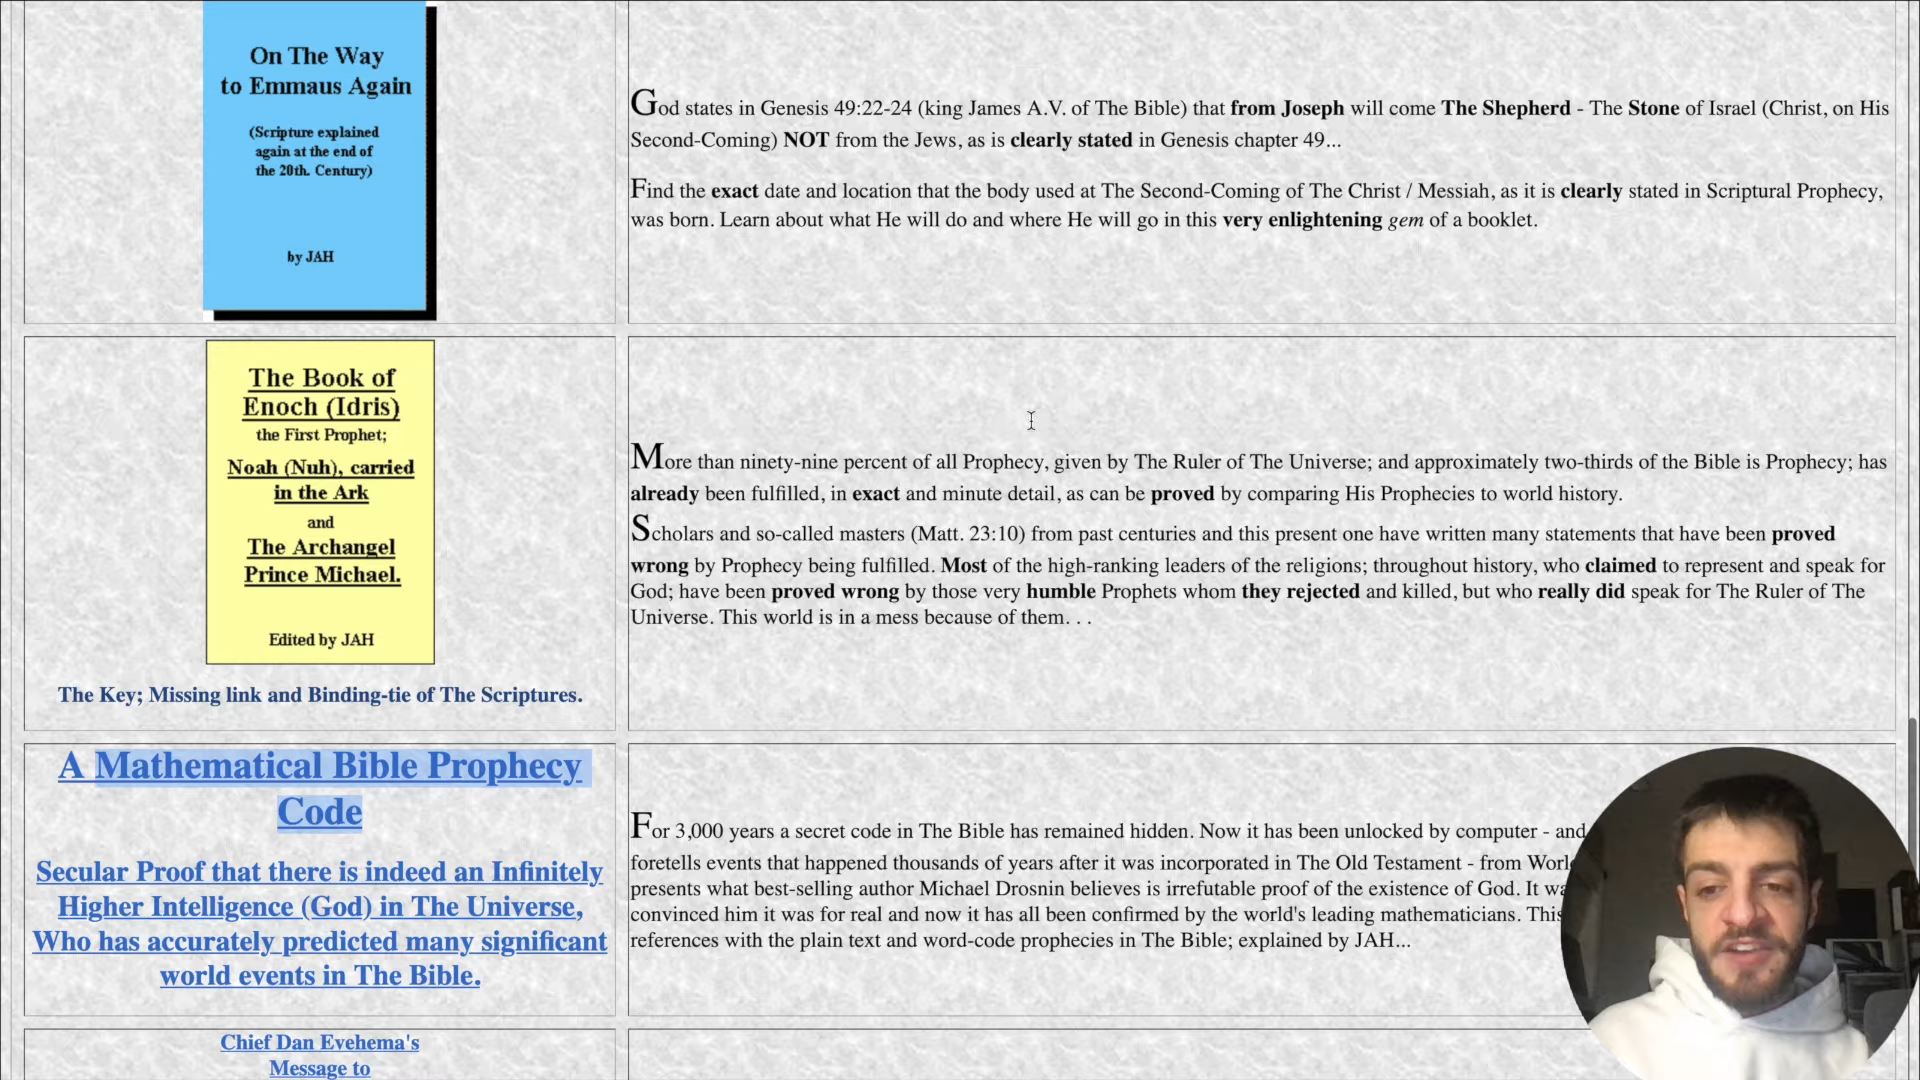 On The Way
to Emmaus Again
(Scripture explained
again at the end of
the 20th. Century)
by JAH
God states in Genesis 49:22-24 (king James A.V. of The Bible) that from Joseph will come The Shepherd - The Stone of Israel (Christ, on His
Second-Coming) NOT from the Jews, as is clearly stated in Genesis chapter 49...
Find the exact date and location that the body used at The Second-Coming of The Christ / Messiah, as it is clearly stated in Scriptural Prophecy,
was born. Learn about what He will do and where He will go in this very enlightening gem of a booklet.
The Book of
Enoch (Idris)
the First Prophet;
Noah (Nuh), carried
in the Ark
and
The Archangel
Prince Michael.
Edited by JAH
The Key; Missing link and Binding-tie of The Scriptures.
More than ninety-nine percent of all Prophecy, given by The Ruler of The Universe; and approximately two-thirds of the Bible is Prophecy; has
already been fulfilled, in exact and minute detail, as can be proved by comparing His Prophecies to world history.
Scholars and so-called masters (Matt. 23:10) from past centuries and this present one have written many statements that have been proved
wrong by Prophecy being fulfilled. Most of the high-ranking leaders of the religions; throughout history, who claimed to represent and speak for
God; have been proved wrong by those very humble Prophets whom they rejected and killed, but who really did speak for The Ruler of The
Universe. This world is in a mess because of them. . .
A Mathematical Bible Prophecy
Code
Secular Proof that there is indeed an Infinitely
Higher Intelligence (God) in The Universe,
Who has accurately predicted many significant
world events in The Bible.
For 3,000 years a secret code in The Bible has remained hidden. Now it has been unlocked by computer - and
foretells events that happened thousands of years after it was incorporated in The Old Testament - from
presents what best-selling author Michael Drosnin believes is irrefutable proof of the existence of God. It
convinced him it was for real and now it has all been confirmed by the world's leading mathematicians. This
references with the plain text and word-code prophecies in The Bible; explained by JAH...
Chief Dan Evehema's
Message to